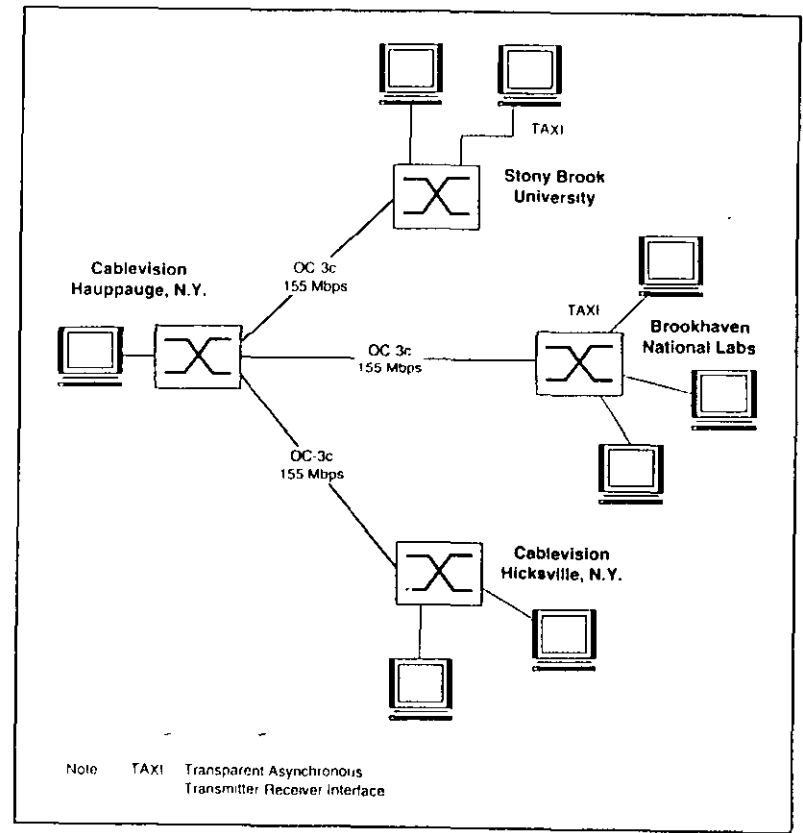 TAXI
Stony Brook
University
OC-3c
155 Mbps
Cablevision
Hauppauge, N.Y.
TAXI
Brookhaven
National Labs
OC-3c
155 Mbps
OC-3c
155 Mbps
Cablevision
Hicksville, N.Y.
Note TAXI Transparent Asynchronous
Transmitter Receiver Interface